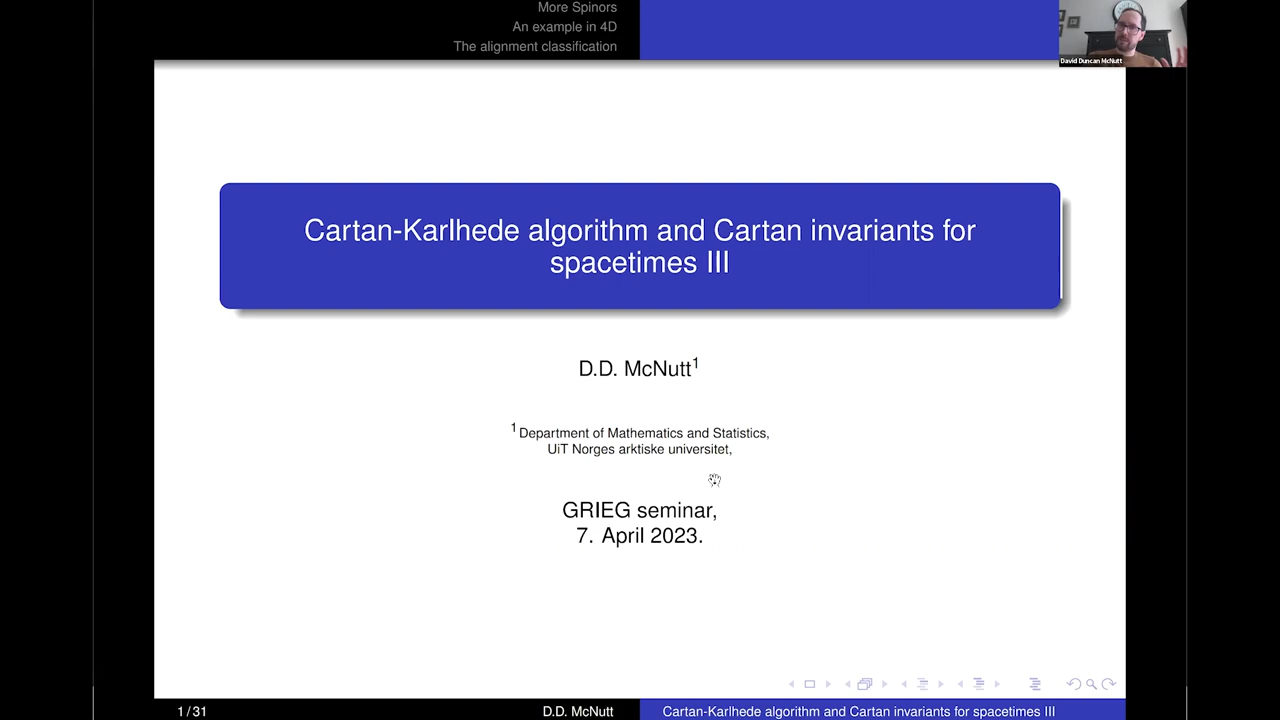 More Spinors
An example in 4D
The alignment classification
David Duncan McNutt
Cartan-Karlhede algorithm and Cartan invariants for
spacetimes III
D.D. McNutt1
1 Department of Mathematics and Statistics,
UiT Norges arktiske universitet,
GRIEG seminar,
7. April 2023.
1 / 31
D.D. McNutt
Cartan-Karlhede algorithm and Cartan invariants for spacetimes III